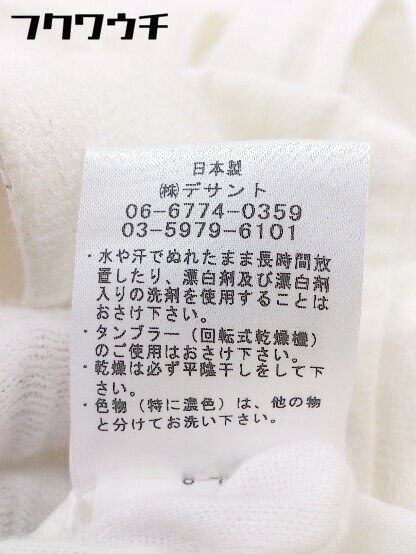 フクウウチ
日本製
㈱デサント
06-6774-0359
03-5979-6101
・水や汗でぬれたまま長時間放
置したり、漂白剤及び漂白剤
入りの洗剤を使用することは
おさけ下さい。
・タンブラー（回転式乾燥機）
のご使用はおさけ下さい。
・乾燥は必ず平陰干しをして下
さい。
・色物（特に濃色）は、他の物
と分けてお洗い下さい。